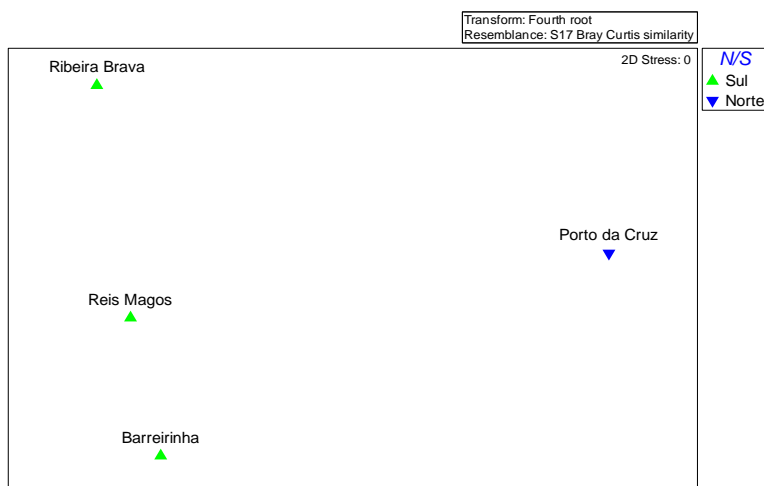 Transform: Fourth root
Resemblance: S17 Bray Curtis similarity
2D Stress: 0
N/S
Sul
Norte
Ribeira Brava
Porto da Cruz
Reis Magos
Barreirinha